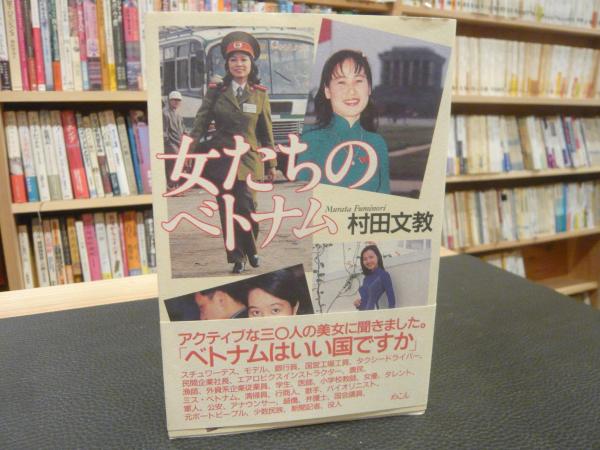 女たちの
ベトナム
Murata Fuminori
村田文教
アクティブな三〇人の美女に聞きました。
「ベトナムはいい国ですか」
スチュワーデス、モデル、銀行員、国営工場工員、タクシードライバー、
民間企業社長、エアロビクスインストラクター、農民、
漁師、外資系企業従業員、学生、医師、小学校教師、女優、タレント、
ミス・ベトナム、清掃員、行商人、歌手、バイオリニスト、
軍人、公安、アナウンサー、尼僧、弁護士、国会議員、
元ボートピープル、少数民族、新聞記者、役人
めこん